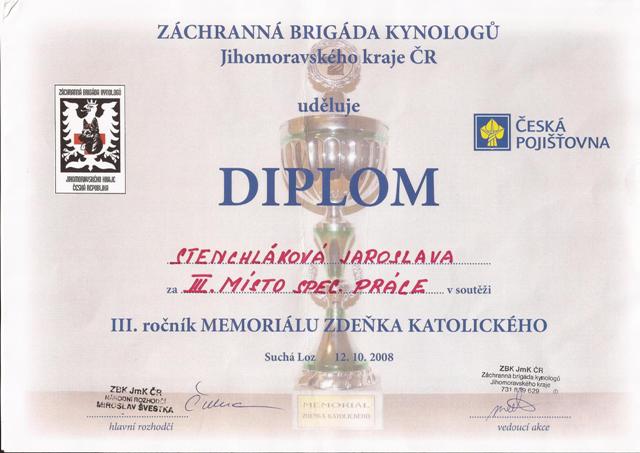 ZÁCHRANNÁ BRIGÁDA KYNOLOGŮ
Jihomoravského kraje ČR
uděluje
ZÁCHRANNÁ BRIGÁDA KYNOLOGŮ
JIHOMORAVSKÉHO KRAJE
ČESKÁ REPUBLIKA
ČESKÁ
POJIŠŤOVNA
DIPLOM
STENCHLÁKOVÁ JAROSLAVA
za III. MÍSTO SPEC. PRÁCE v soutěži
III. ročník MEMORIÁLU ZDEŇKA KATOLICKÉHO
Suchá Loz 12. 10. 2008
MEMORIAL
ZDEŇKA KATOLICKÉHO
ZBK JmK ČR
NÁRODNÍ ROZHODČÍ
MIROSLAV ŠVESTKA
hlavní rozhodčí
ZBK JmK ČR
Záchranná brigáda kynologů
Jihomoravského kraje
vedoucí akce